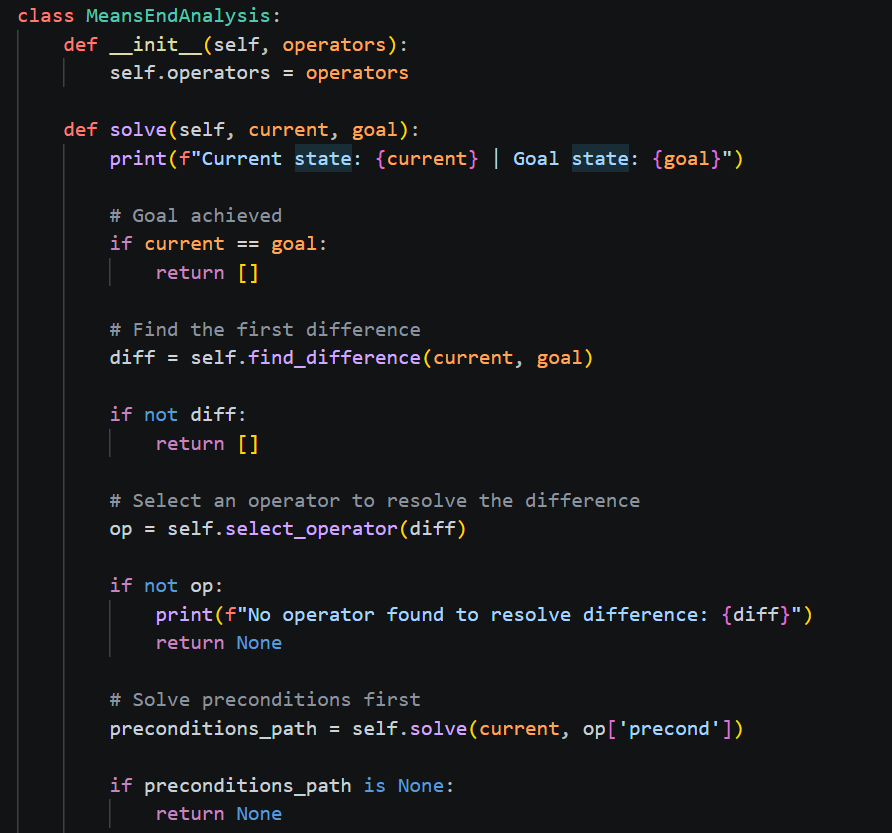 class MeansEndAnalysis:
    def __init__(self, operators):
        self.operators = operators

    def solve(self, current, goal):
        print(f"Current state: {current} | Goal state: {goal}")

        # Goal achieved
        if current == goal:
            return []

        # Find the first difference
        diff = self.find_difference(current, goal)

        if not diff:
            return []

        # Select an operator to resolve the difference
        op = self.select_operator(diff)

        if not op:
            print(f"No operator found to resolve difference: {diff}")
            return None

        # Solve preconditions first
        preconditions_path = self.solve(current, op['precond'])

        if preconditions_path is None:
            return None